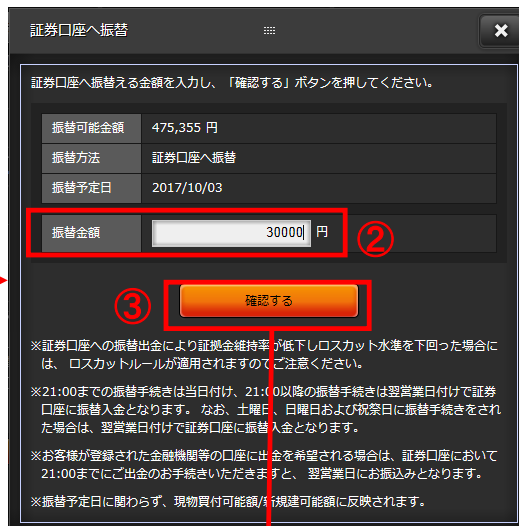 証券口座へ振替
証券口座へ振替える金額を入力し、「確認する」ボタンを押してください。
振替可能金額 475,355 円
振替方法 証券口座へ振替
振替予定日 2017/10/03
振替金額 30000 円 ②
③ 確認する
※証券口座への振替出金により証拠金維持率が低下しロスカット水準を下回った場合に
は、 ロスカットルールが適用されますのでご注意ください。
※21:00までの振替手続きは当日付け、21:00以降の振替手続きは翌営業日付けで証券
口座に振替入金となります。 なお、土曜日、日曜日および祝祭日に振替手続きをされ
た場合は、翌営業日付けで証券口座に振替入金となります。
※お客様が登録された金融機関等の口座に出金を希望される場合は、証券口座において
21:00までにご出金のお手続きいただきますと、 翌営業日にお振込みとなります。
※振替予定日に関わらず、現物買付可能額/新規建可能額に反映されます。